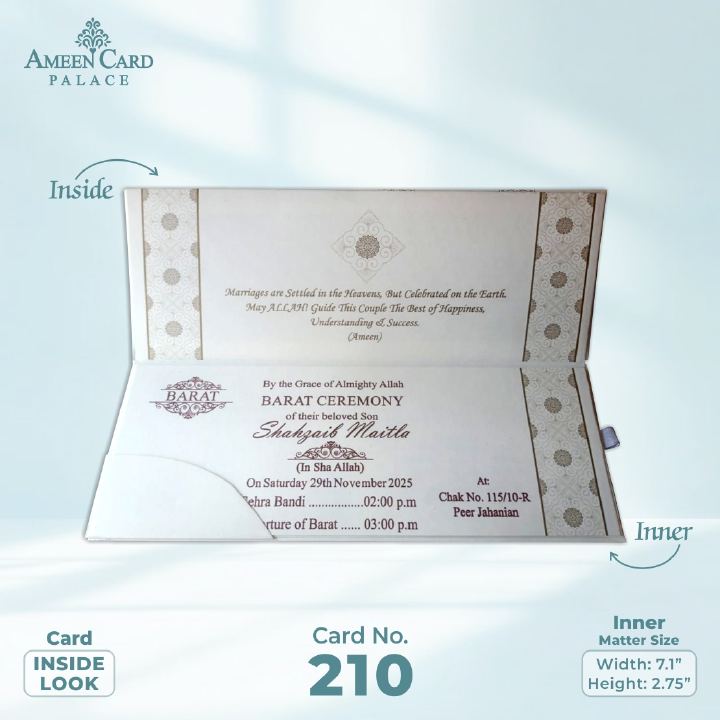 AMEEN CARD
PALACE
Inside
Marriages are Settled in the Heavens, But Celebrated on the Earth.
May ALLAH! Guide This Couple The Best of Happiness,
Understanding & Success.
(Ameen)
BARAT
By the Grace of Almighty Allah
BARAT CEREMONY
of their beloved Son
Shahzaib Maitla
(In Sha Allah)
On Saturday 29th November 2025
ehra Bandi ................02:00 p.m
rture of Barat ...... 03:00 p.m
At:
Chak No. 115/10-R
Peer Jahanian
Inner
Card
INSIDE
LOOK
Card No.
210
Inner
Matter Size
Width: 7.1”
Height: 2.75”